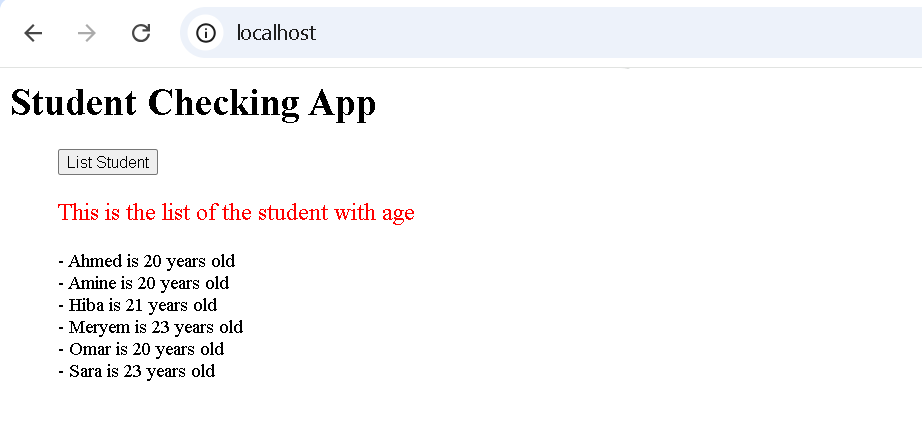 localhost
Student Checking App
List Student
This is the list of the student with age
- Ahmed is 20 years old
- Amine is 20 years old
- Hiba is 21 years old
- Meryem is 23 years old
- Omar is 20 years old
- Sara is 23 years old